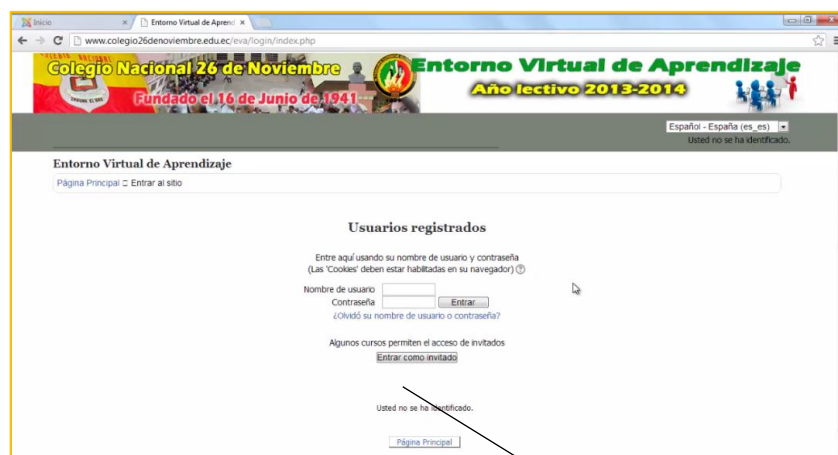 Inicio
Entorno Virtual de Aprend
www.colegio26denoviembre.edu.ec/eva/login/index.php
Colegio Nacional 26 de Noviembre
Fundado el 16 de Junio de 1941
Entorno Virtual de Aprendizaje
Año lectivo 2013-2014
Español - España (es_es)
Usted no se ha identificado.
Entorno Virtual de Aprendizaje
Página Principal Entrar al sitio
Usuarios registrados
Entre aquí usando su nombre de usuario y contraseña
(Las 'Cookies' deben estar habilitadas en su navegador) ?
Nombre de usuario
Contraseña Entrar
¿Olvidó su nombre de usuario o contraseña?
Algunos cursos permiten el acceso de invitados
Entrar como invitado
Usted no se ha identificado.
Página Principal